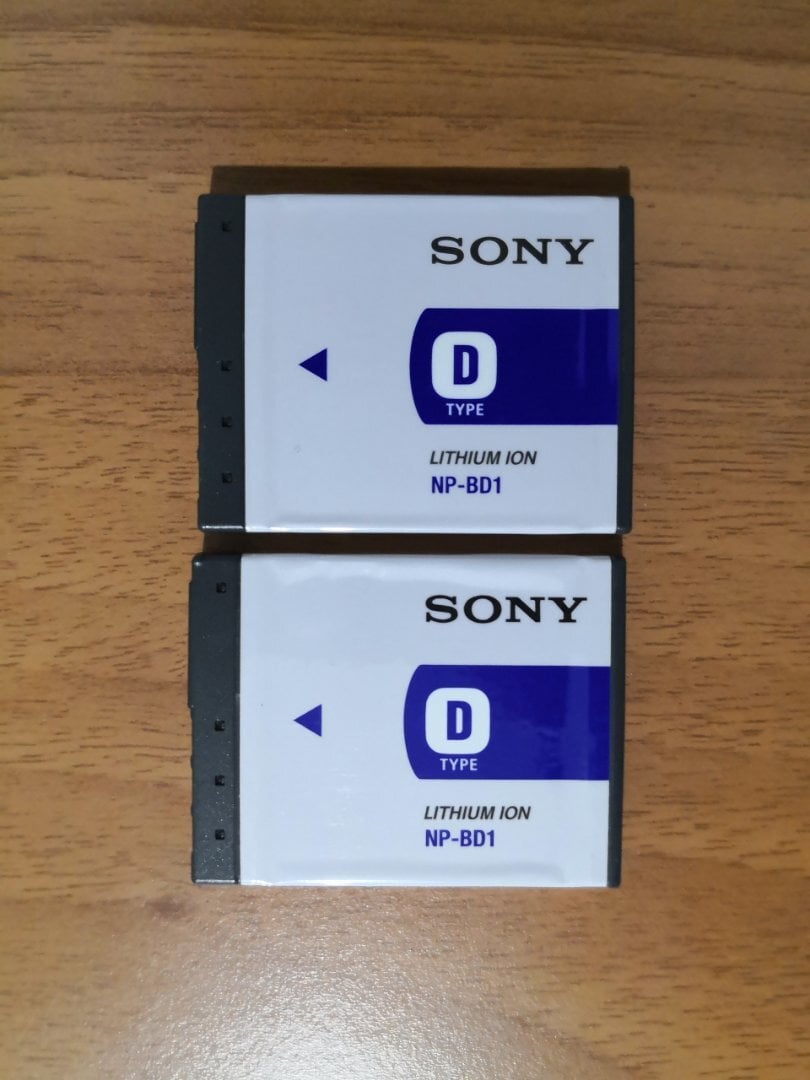 SONY
D
TYPE
LITHIUM ION
NP-BD1
SONY
D
TYPE
LITHIUM ION
NP-BD1